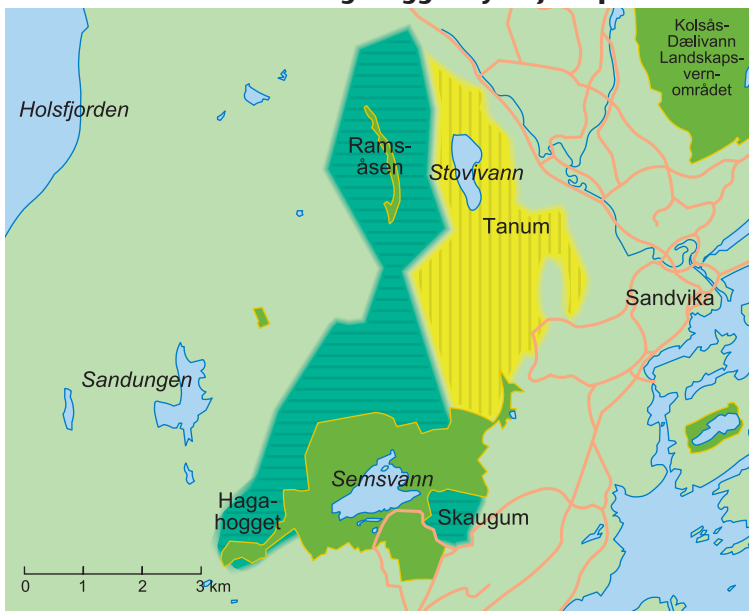 Kolsås-
Dælivann
Landskaps-
vern-
området
Holsfjorden
Rams-
åsen
Stovivann
Tanum
Sandvika
Sandungen
Semsvann
Haga-
hogget
Skaugum
0 1 2 3 km